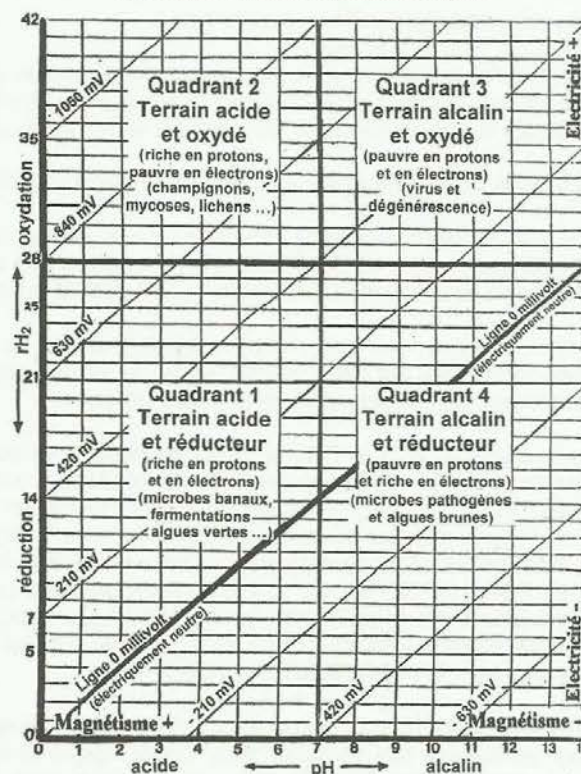 42
35
28
25
21
14
7
5
0
oxydation
rH2
réduction
1060 mV
840 mV
630 mV
420 mV
210 mV
Quadrant 2
Terrain acide
et oxydé
(riche en protons,
pauvre en électrons)
(champignons,
mycoses, lichens ...)
Quadrant 3
Terrain alcalin
et oxydé
(pauvre en protons
et en électrons)
(virus et
dégénérescence)
Electricité +
Ligne 0 millivolt
(électriquement neutre)
Quadrant 1
Terrain acide
et réducteur
(riche en protons
et en électrons)
(microbes banaux,
fermentations
algues vertes ...)
Quadrant 4
Terrain alcalin
et réducteur
(pauvre en protons
et riche en électrons)
(microbes pathogènes
et algues brunes)
Ligne 0 millivolt
(électriquement neutre)
Electricité -
Magnétisme +
- 210 mV
- 420 mV
- 630 mV
Magnétisme -
0 1 2 3 4 5 6 7 8 9 10 11 12 13
acide pH alcalin